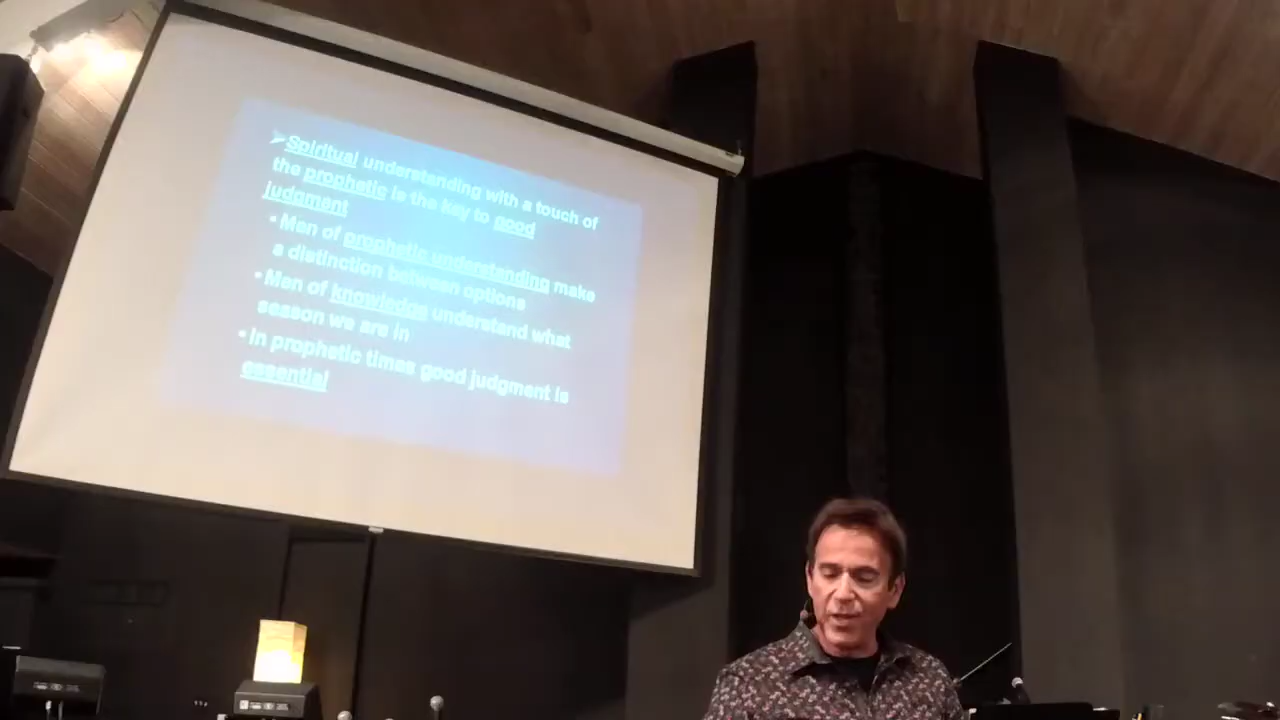 ➤Spiritual understanding with a touch of
the prophetic is the key to good
judgment
• Men of prophetic understanding make
a distinction between options
• Men of knowledge understand what
season we are in
• In prophetic times good judgment is
essential